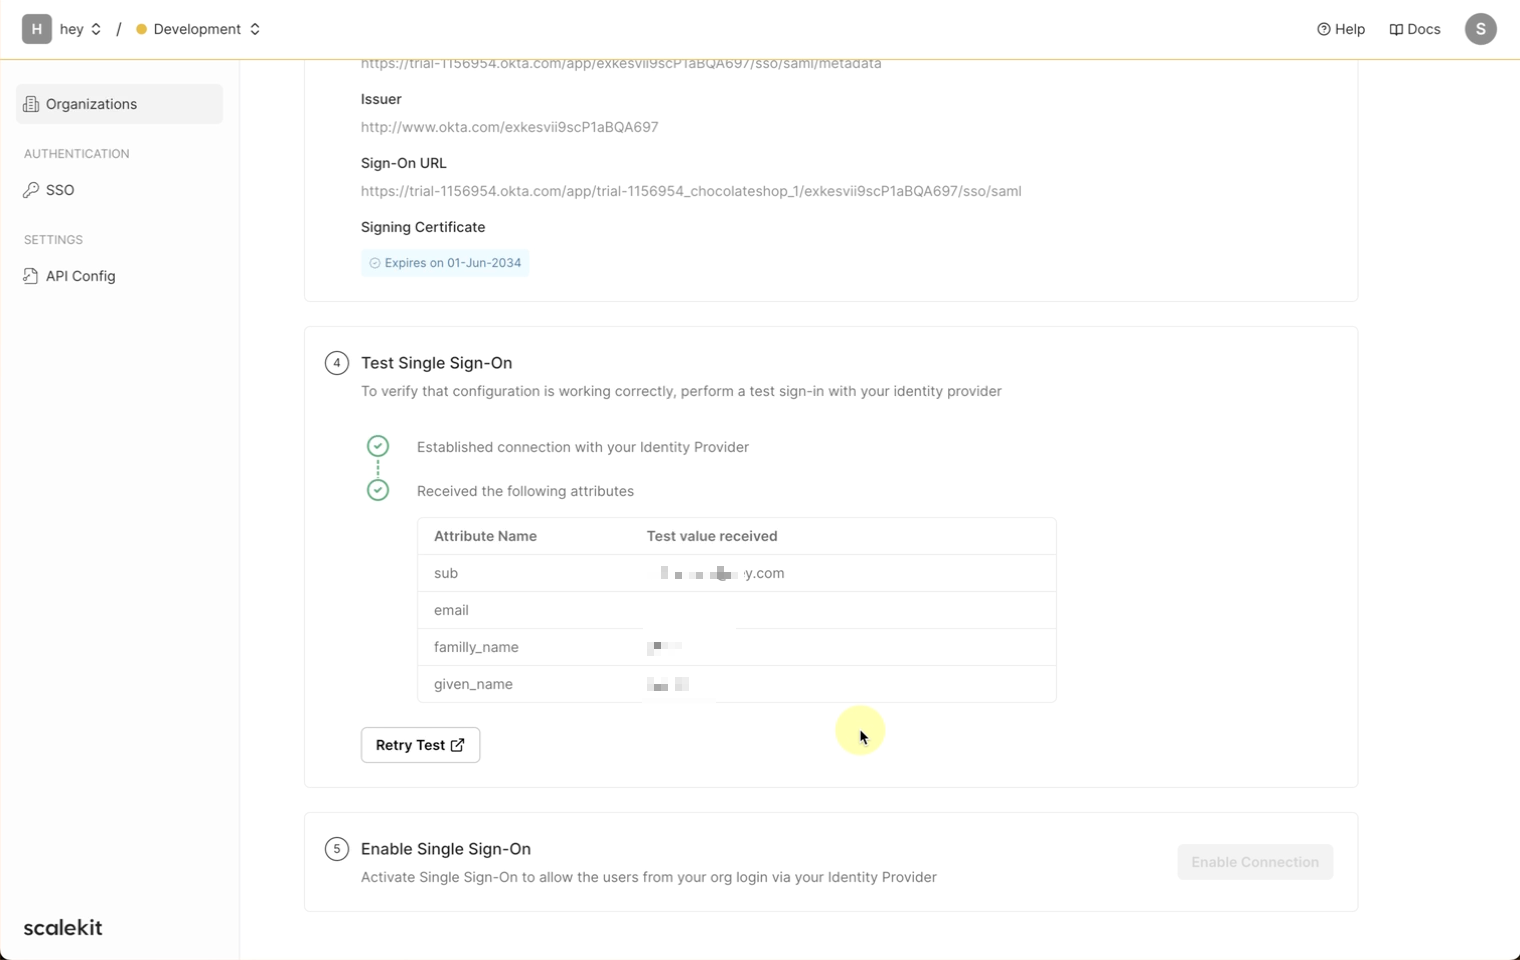 H hey / Development Help Docs S
https://trial-1156954.okta.com/app/exkesvii9scP1aBQA697/sso/saml/metadata
Organizations
Issuer
http://www.okta.com/exkesvii9scP1aBQA697
AUTHENTICATION
Sign-On URL
SSO
https://trial-1156954.okta.com/app/trial-1156954_chocolateshop_1/exkesvii9scP1aBQA697/sso/saml
Signing Certificate
SETTINGS
Expires on 01-Jun-2034
API Config
4 Test Single Sign-On
To verify that configuration is working correctly, perform a test sign-in with your identity provider
Established connection with your Identity Provider
Received the following attributes
Attribute Name Test value received
sub y.com
email
familly_name
given_name
Retry Test
5 Enable Single Sign-On
Enable Connection
Activate Single Sign-On to allow the users from your org login via your Identity Provider
scalekit